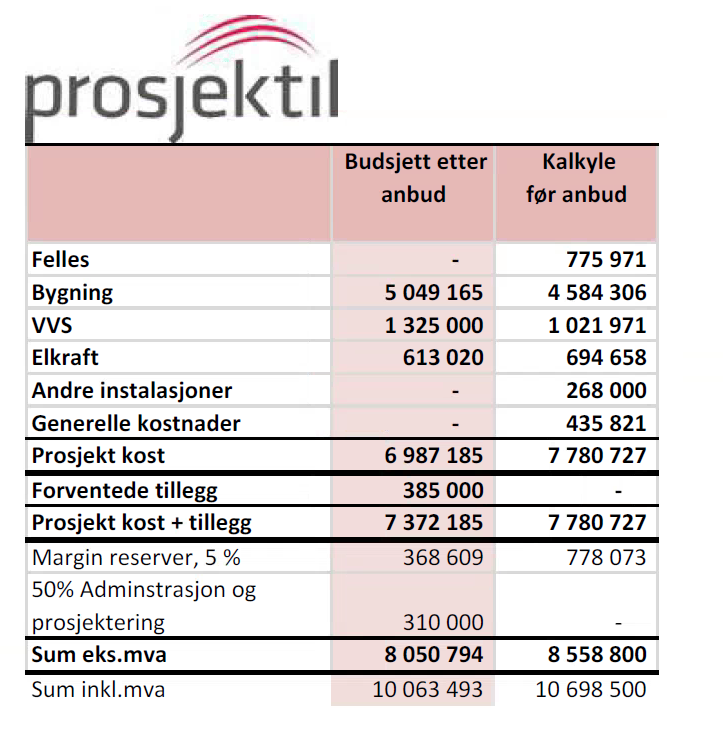 prosjektil
Budsjett etter anbud Kalkyle før anbud
Felles - 775 971
Bygning 5 049 165 4 584 306
VVS 1 325 000 1 021 971
Elkraft 613 020 694 658
Andre instalasjoner - 268 000
Generelle kostnader - 435 821
Prosjekt kost 6 987 185 7 780 727
Forventede tillegg 385 000 -
Prosjekt kost + tillegg 7 372 185 7 780 727
Margin reserver, 5 % 368 609 778 073
50% Adminstrasjon og
prosjektering 310 000 -
Sum eks.mva 8 050 794 8 558 800
Sum inkl.mva 10 063 493 10 698 500